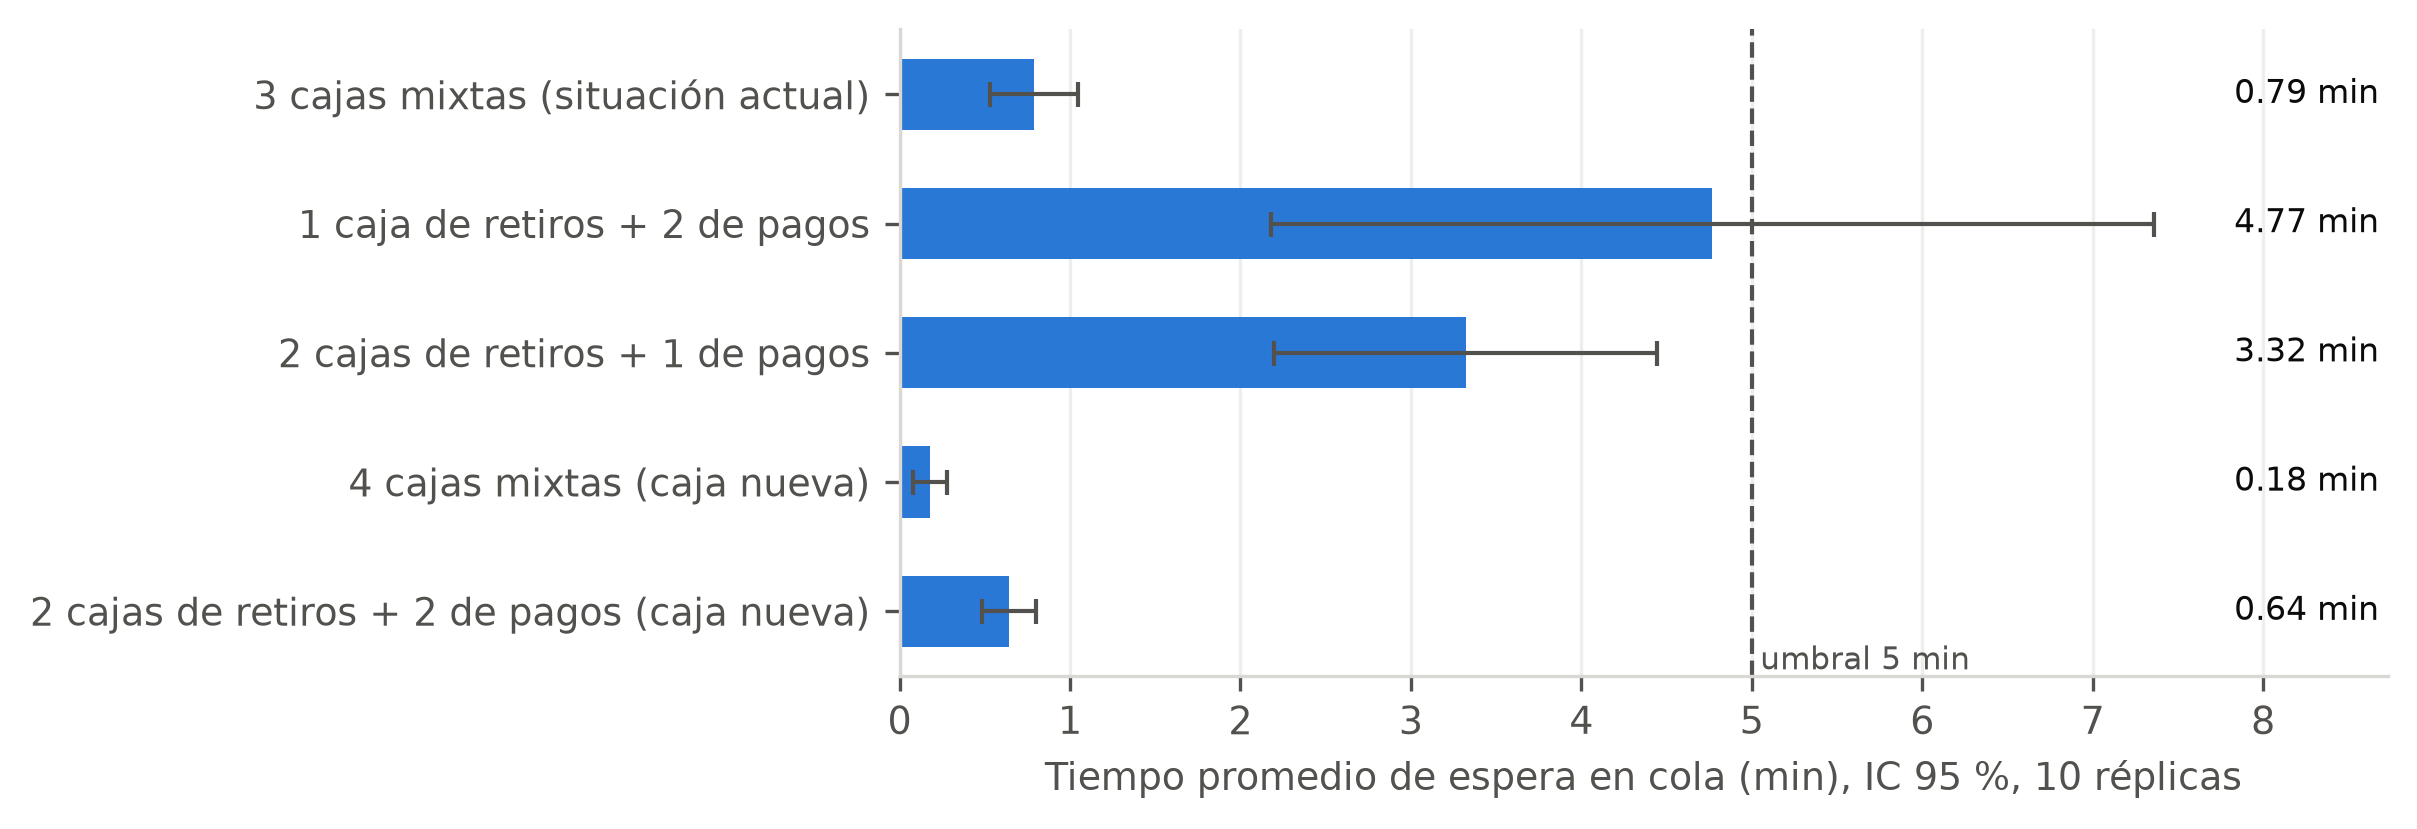 3 cajas mixtas (situación actual)
0.79 min
1 caja de retiros + 2 de pagos
4.77 min
2 cajas de retiros + 1 de pagos
3.32 min
4 cajas mixtas (caja nueva)
0.18 min
2 cajas de retiros + 2 de pagos (caja nueva)
0.64 min
umbral 5 min
0 1 2 3 4 5 6 7 8
Tiempo promedio de espera en cola (min), IC 95 %, 10 réplicas